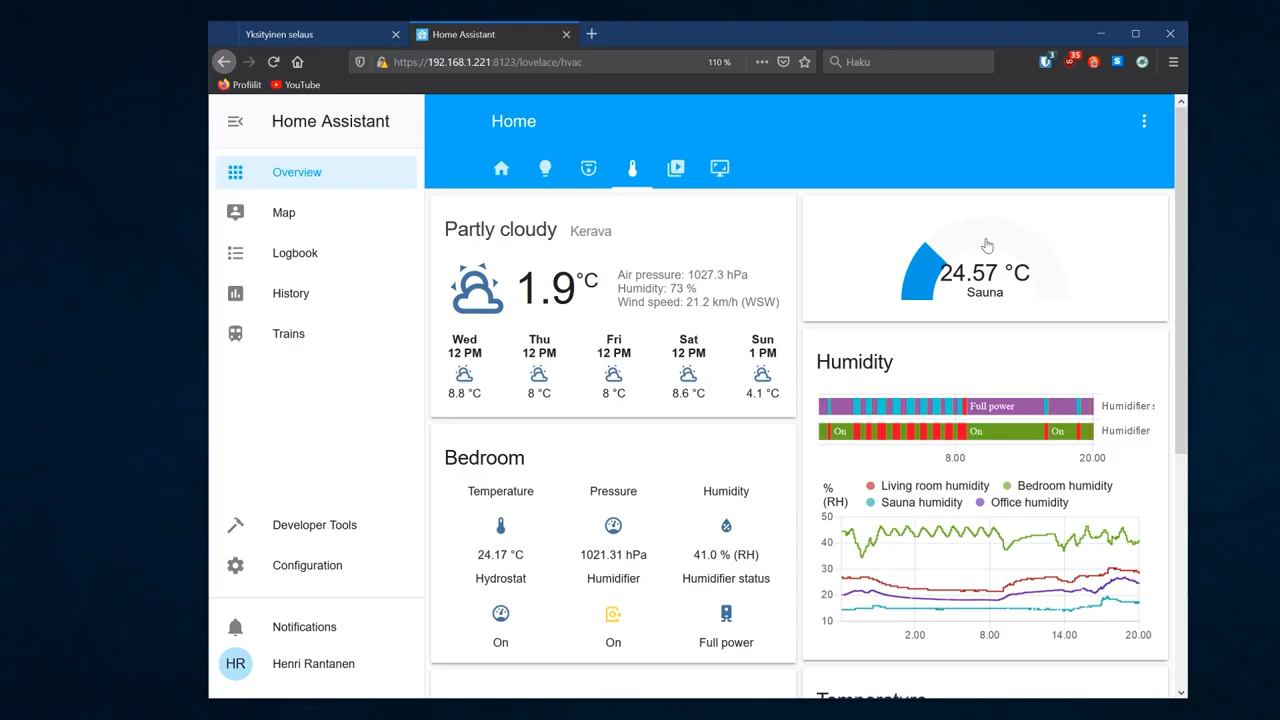 Yksityinen selaus
Home Assistant
https://192.168.1.221:8123/lovelace/hvac
110 %
Haku
3
35
Profiilit
YouTube
Home Assistant
Home
Overview
Map
Logbook
History
Trains
Developer Tools
Configuration
Notifications
HR
Henri Rantanen
Partly cloudy Kerava
1.9 °C
Air pressure: 1027.3 hPa
Humidity: 73 %
Wind speed: 21.2 km/h (WSW)
Wed Thu Fri Sat Sun
12 PM 12 PM 12 PM 12 PM 1 PM
8.8 °C 8 °C 8 °C 8.6 °C 4.1 °C
Bedroom
Temperature Pressure Humidity
24.17 °C 1021.31 hPa 41.0 % (RH)
Hydrostat Humidifier Humidifier status
On On Full power
24.57 °C
Sauna
Humidity
Full power Humidifier s
On On On Humidifier
8.00 20.00
%
(RH)
Living room humidity Bedroom humidity
Sauna humidity Office humidity
50
40
30
20
10
2.00 8.00 14.00 20.00
Temperature